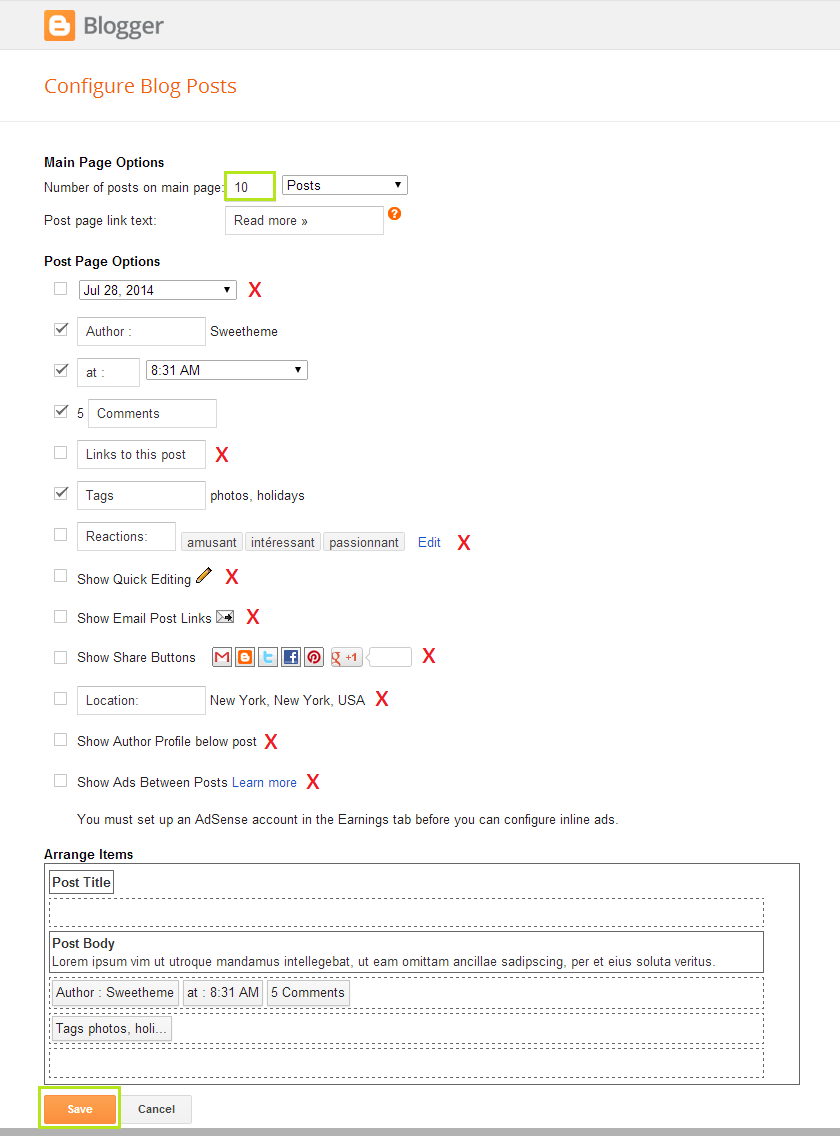 Blogger
Configure Blog Posts
Main Page Options
Number of posts on main page: 10 Posts
Post page link text: Read more » ?
Post Page Options
Jul 28, 2014 X
Author : Sweetheme
at : 8:31 AM
5 Comments
Links to this post X
Tags photos, holidays
Reactions: amusant intéressant passionnant Edit X
Show Quick Editing X
Show Email Post Links X
Show Share Buttons g +1 X
Location: New York, New York, USA X
Show Author Profile below post X
Show Ads Between Posts Learn more X
You must set up an AdSense account in the Earnings tab before you can configure inline ads.
Arrange Items
Post Title
Post Body
Lorem ipsum vim ut utroque mandamus intellegebat, ut eam omittam ancillae sadipscing, per et eius soluta veritus.
Author : Sweetheme at : 8:31 AM 5 Comments
Tags photos, holi...
Save Cancel